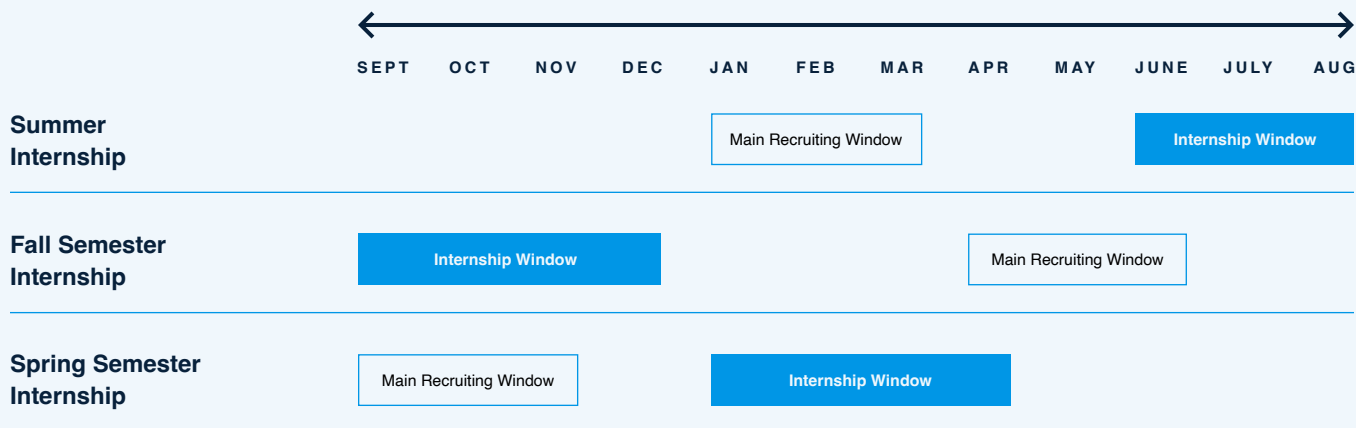 SEPT OCT NOV DEC JAN FEB MAR APR MAY JUNE JULY AUG
Summer
Internship
Main Recruiting Window
Internship Window
Fall Semester
Internship
Internship Window
Main Recruiting Window
Spring Semester
Internship
Main Recruiting Window
Internship Window